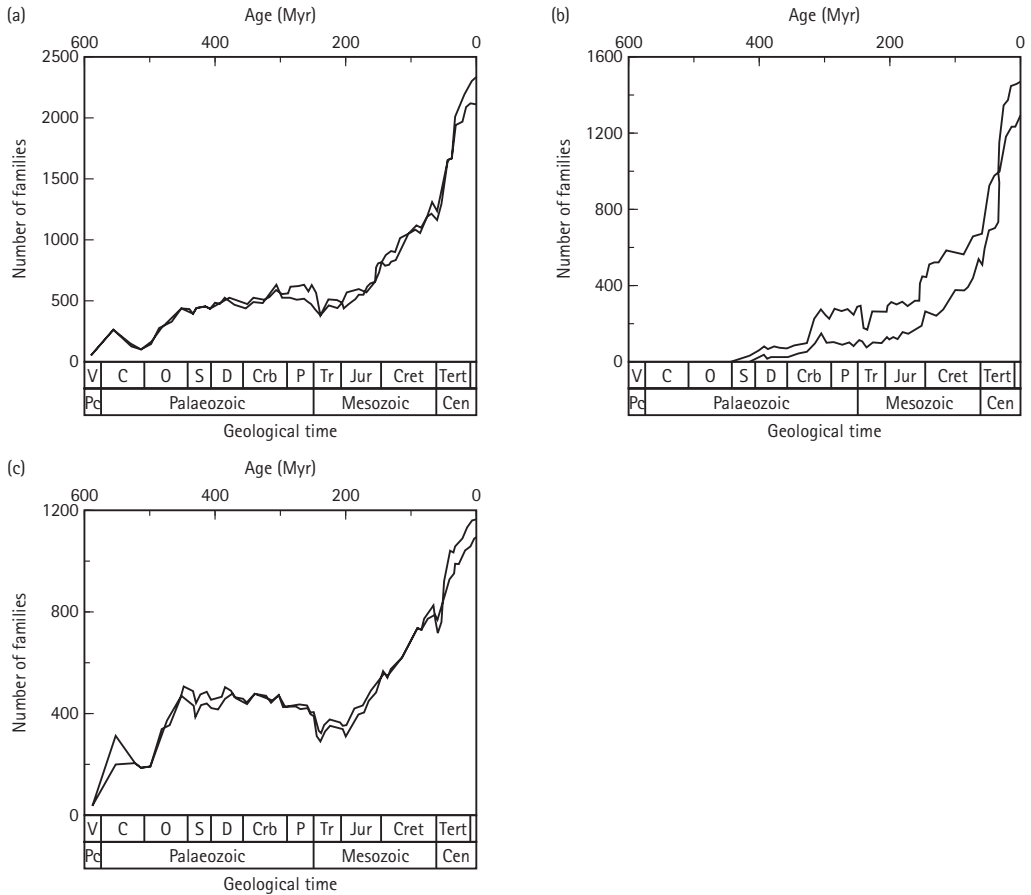 (a)
Age (Myr)
600 400 200 0
2500
2000
1500
1000
500
0
Number of families
V C O S D Crb P Tr Jur Cret Tert
Pc Palaeozoic Mesozoic Cen
Geological time
(b)
Age (Myr)
600 400 200 0
1600
1200
800
400
0
Number of families
V C O S D Crb P Tr Jur Cret Tert
Pc Palaeozoic Mesozoic Cen
Geological time
(c)
Age (Myr)
600 400 200 0
1200
800
400
0
Number of families
V C O S D Crb P Tr Jur Cret Tert
Pc Palaeozoic Mesozoic Cen
Geological time